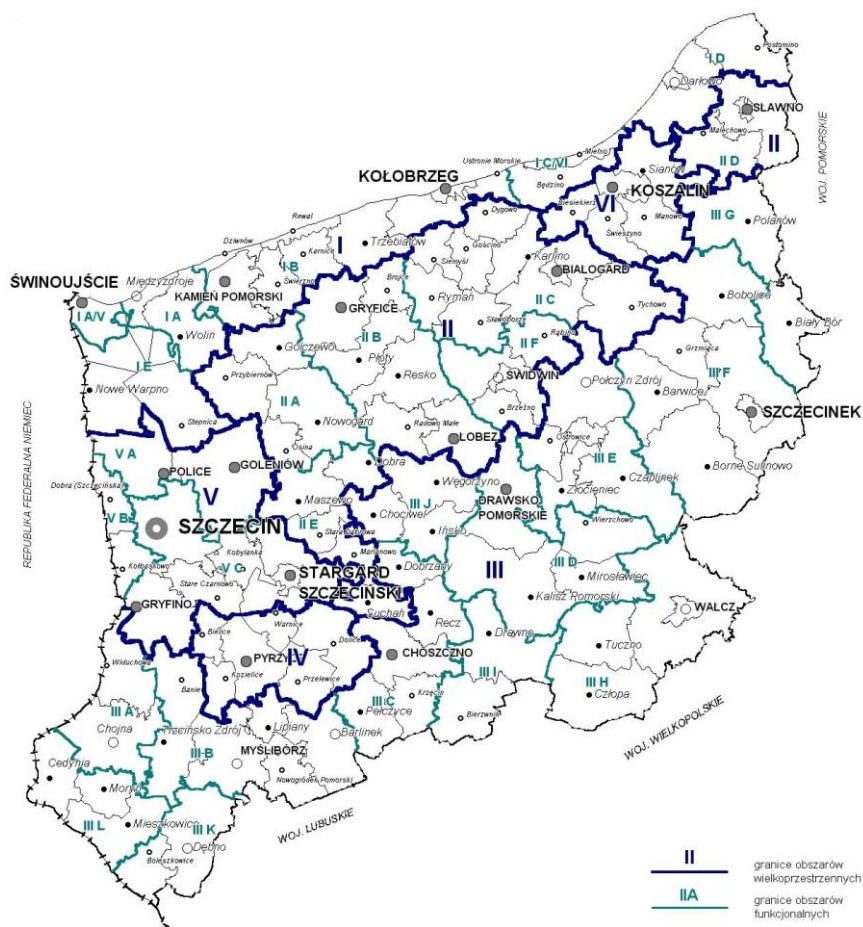 Postomino
I D
Darłowo
SŁAWNO
WOJ. POMORSKIE
Malechowo
II
II D
Mielno
Ustronie Morskie
I C/VI
Sianów
KOŁOBRZEG
Będzino
KOSZALIN
VI
Biesiekierz
Manowo
III G
Polanów
Dygowo
Świeszyno
Rewal
I
Trzebiatów
Gościno
Karlino
Dziwnów
Karnice
Siemyśl
BIAŁOGARD
I B
ŚWINOUJŚCIE
Międzyzdroje
Świerzno
Brojce
KAMIEŃ POMORSKI
Rymań
II C
Tychowo
Bobolice
I A/V
I A
GRYFICE
Sławoborze
Biały Bór
Wolin
II B
II
II F
Rąbino
Gołczewo
Grzmiąca
I E
Płoty
III F
Przybiernów
Resko
ŚWIDWIN
Połczyn Zdrój
Nowe Warpno
Barwice
II A
SZCZECINEK
Stepnica
Nowogard
Radowo Małe
Brzeżno
REPUBLIKA FEDERALNA NIEMIEC
ŁOBEZ
Ostrowice
Osina
III E
V A
POLICE
GOLENIÓW
Dobra
Węgorzyno
Czaplinek
Borne Sulinowo
Dobra (Szczecińska)
V
III J
DRAWSKO
POMORSKIE
Złocieniec
Maszewo
Chociwel
V B
SZCZECIN
II E
Wierzchowo
Stara Dąbrowa
Ińsko
Kobylanka
Marianowo
Kołbaskowo
V C
Dobrzany
III
III D
STARGARD
SZCZECIŃSKI
Mirosławiec
Stare Czarnowo
Suchań
Kalisz Pomorski
GRYFINO
Recz
WAŁCZ
Warnice
Bielice
Dolice
Drawno
IV
Tuczno
Widuchowa
PYRZYCE
CHOSZCZNO
III I
Banie
Kozielice
Przelewice
III H
Człopa
III C
Krzęcin
III A
Pełczyce
Bierzwnik
Chojna
Trzcińsko Zdrój
Lipiany
WOJ. WIELKOPOLSKIE
III B
Barlinek
MYŚLIBÓRZ
Cedynia
Nowogródek Pomorski
Moryń
III L
Mieszkowice
III K
WOJ. LUBUSKIE
Dębno
Boleszkowice
II
granice obszarów
wielkoprzestrzennych
IIA
granice obszarów
funkcjonalnych